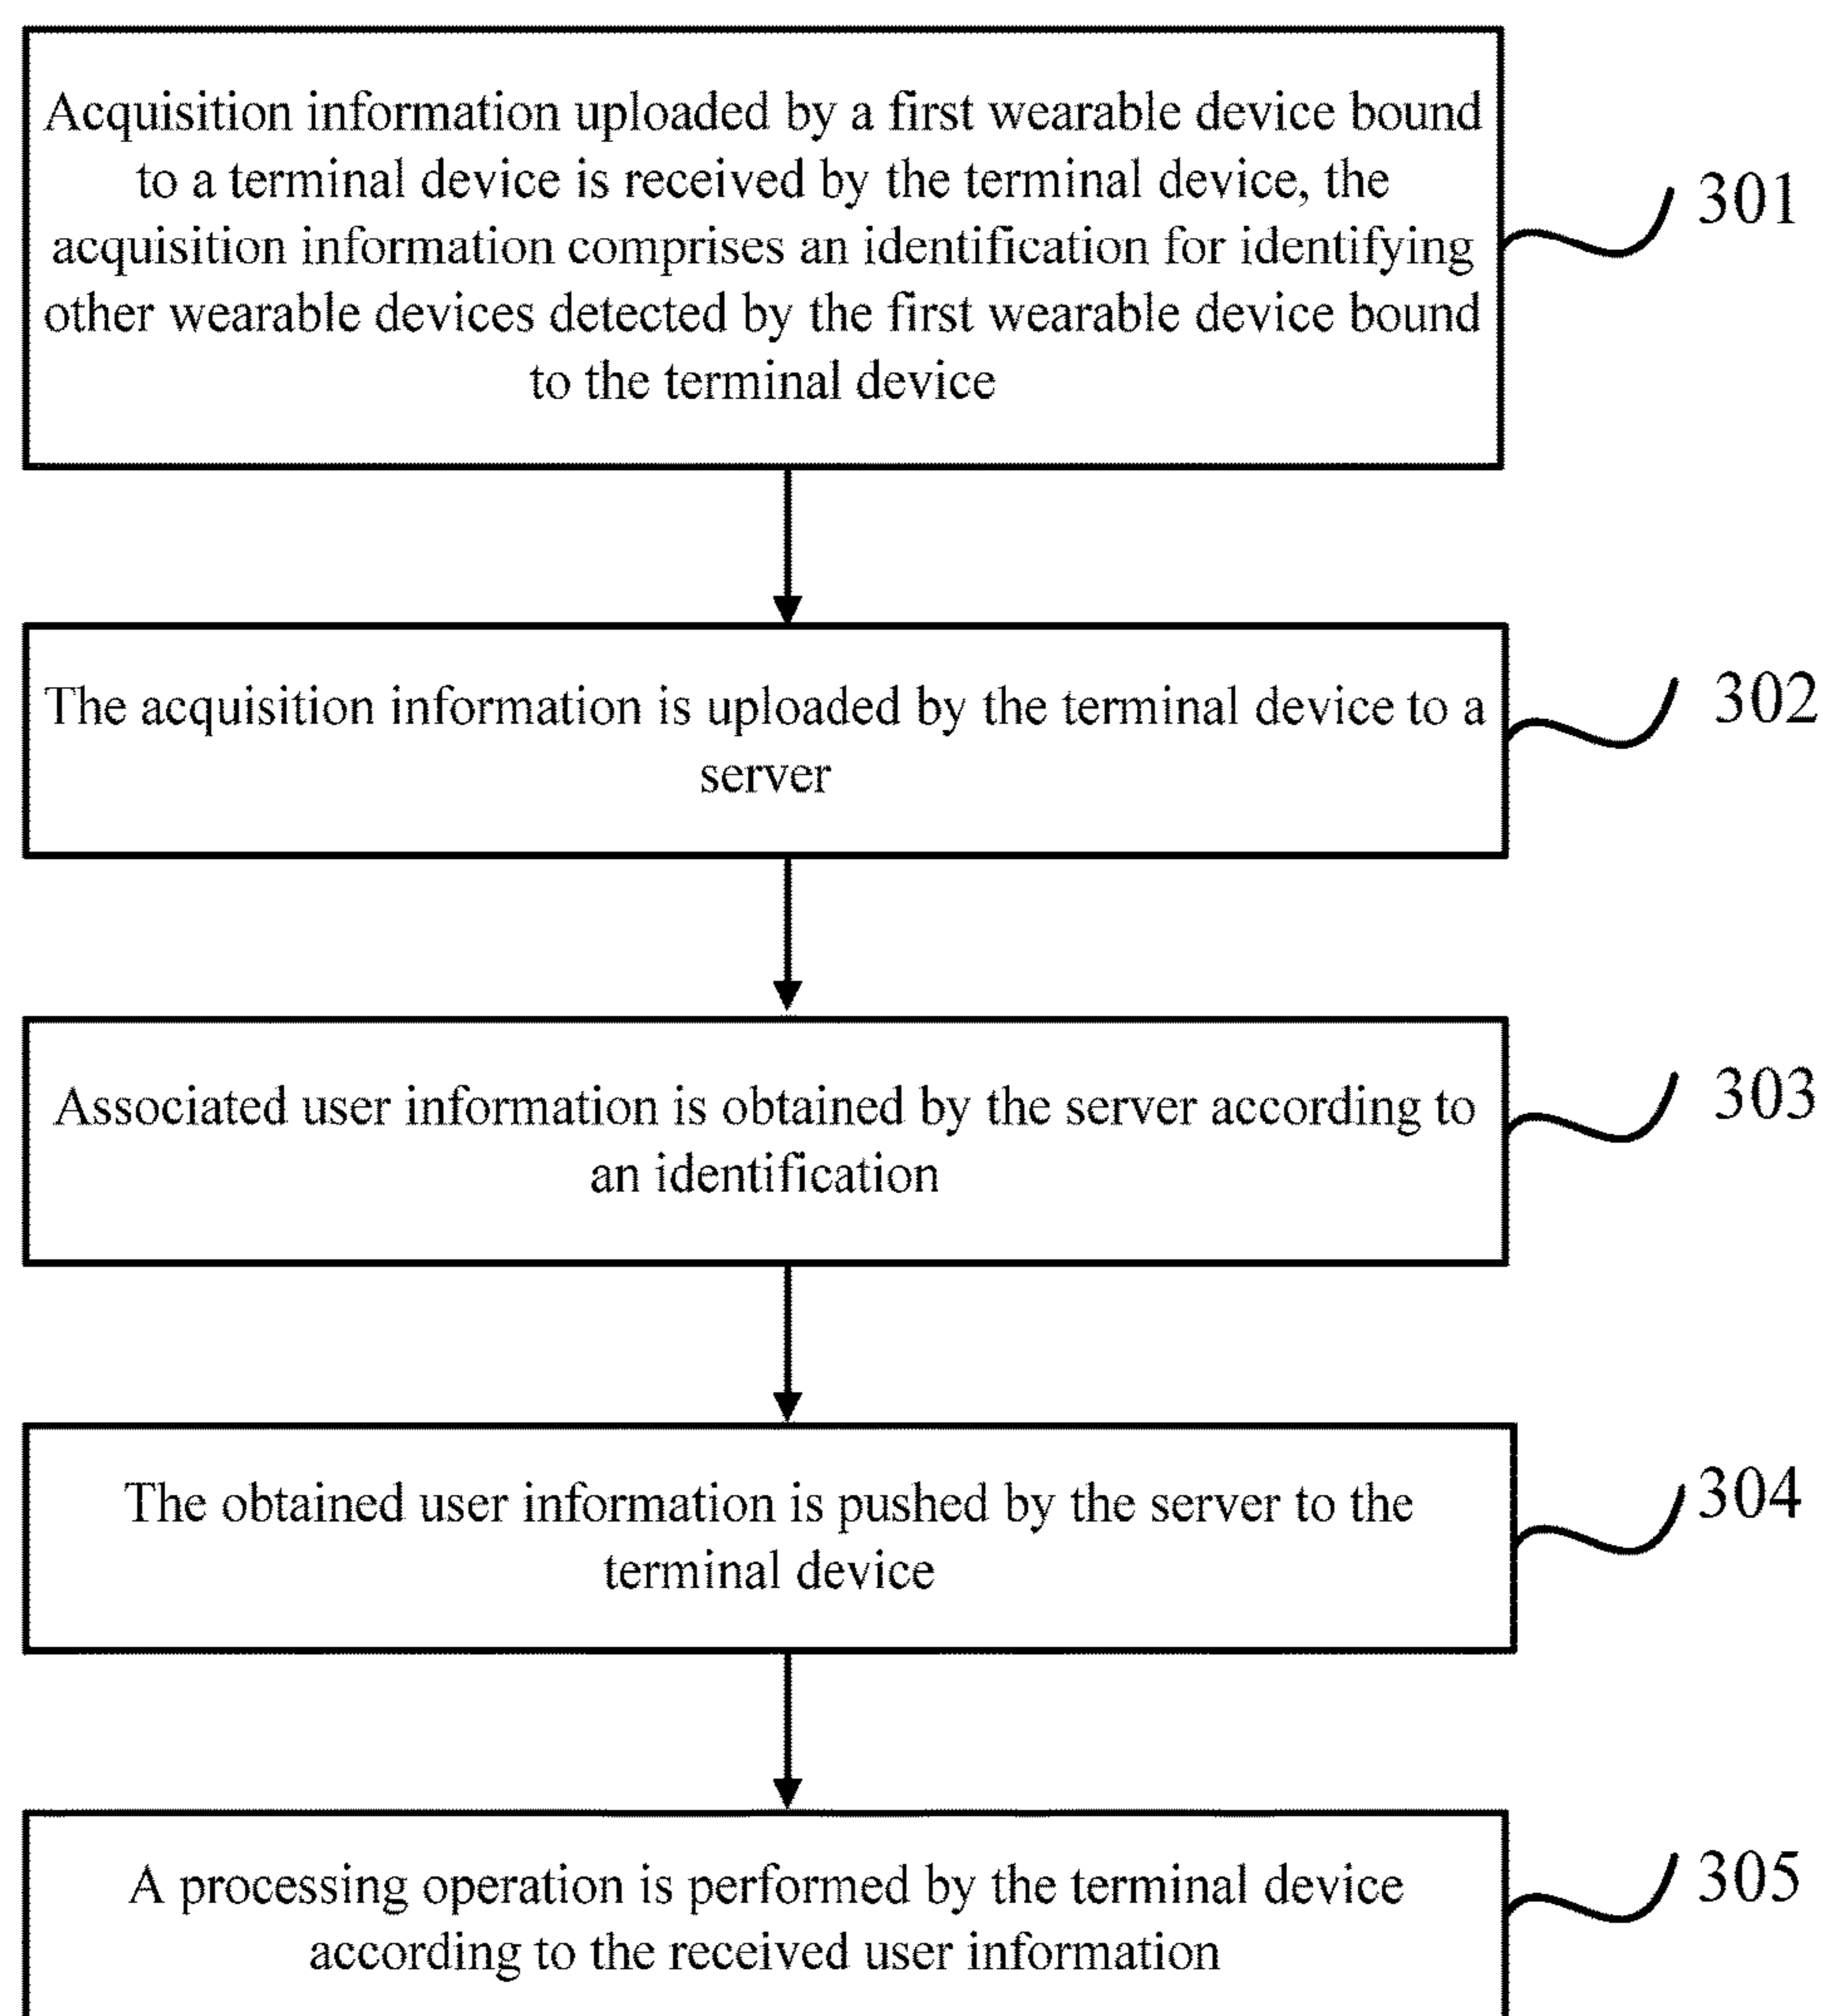 Acquisition information uploaded by a first wearable device bound
to a terminal device is received by the terminal device, the
acquisition information comprises an identification for identifying
other wearable devices detected by the first wearable device bound
to the terminal device
301
The acquisition information is uploaded by the terminal device to a
server
302
Associated user information is obtained by the server according to
an identification
303
The obtained user information is pushed by the server to the
terminal device
304
A processing operation is performed by the terminal device
according to the received user information
305